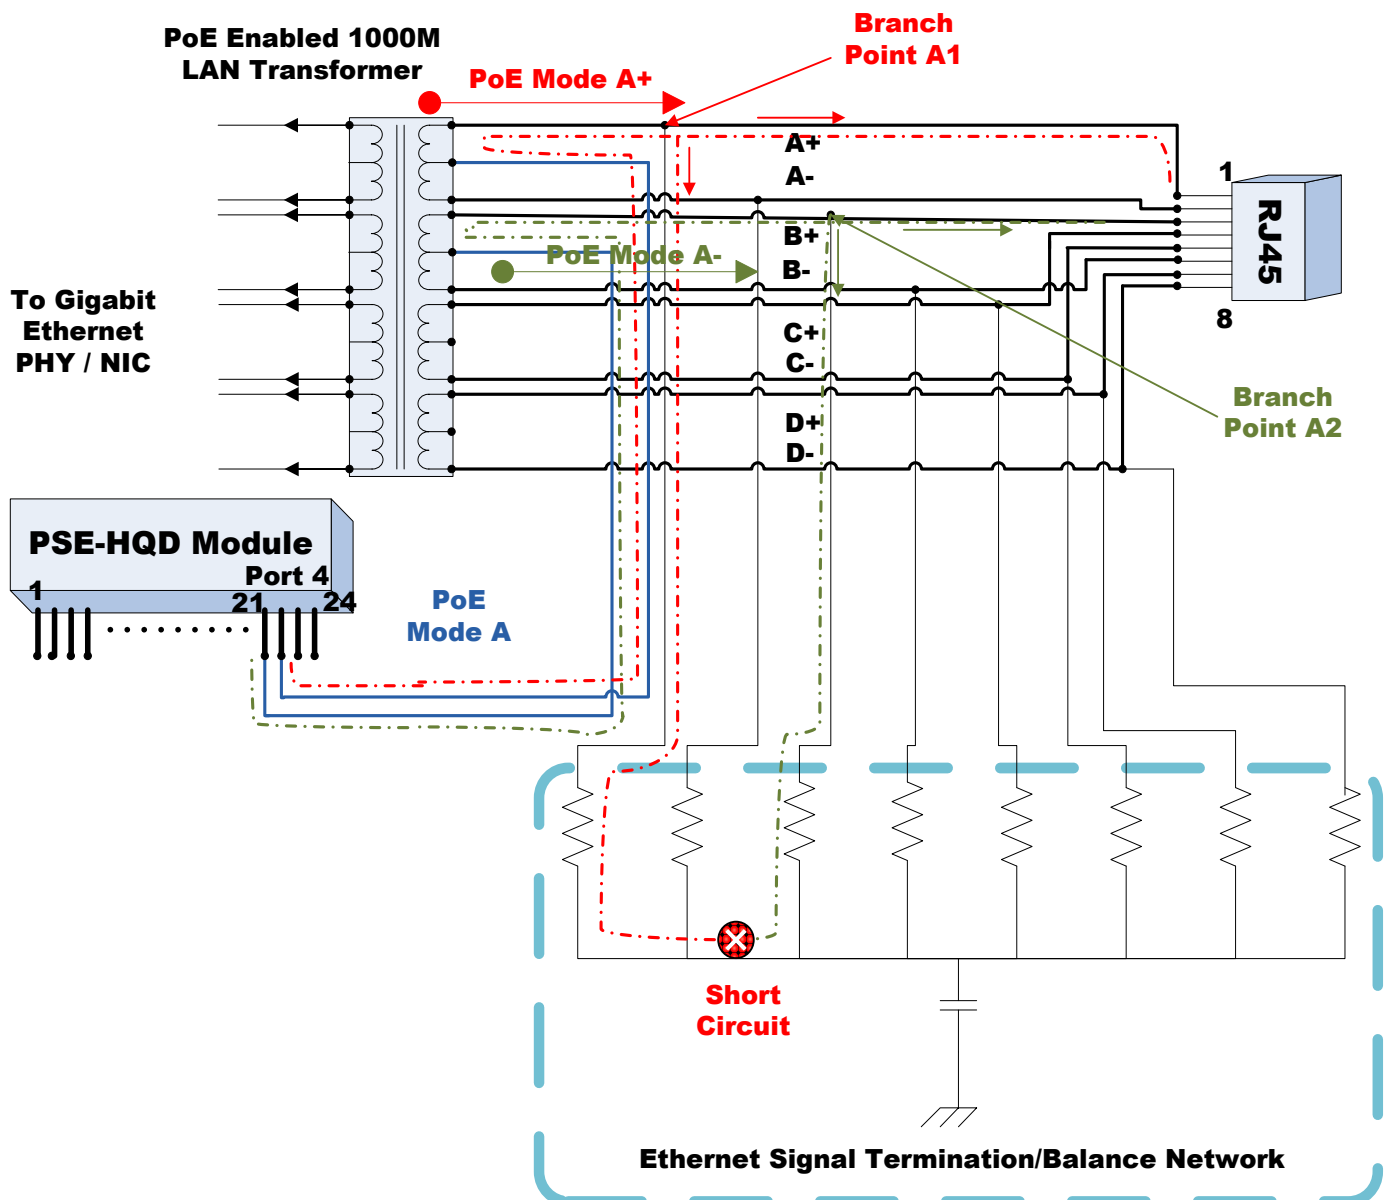 PoE Enabled 1000M
LAN Transformer
Branch
Point A1
PoE Mode A+
A+
A-
1
RJ45
8
B+
B-
PoE Mode A-
To Gigabit
Ethernet
PHY / NIC
C+
C-
D+
D-
Branch
Point A2
PSE-HQD Module
Port 4
1
21
24
PoE
Mode A
Short
Circuit
Ethernet Signal Termination/Balance Network